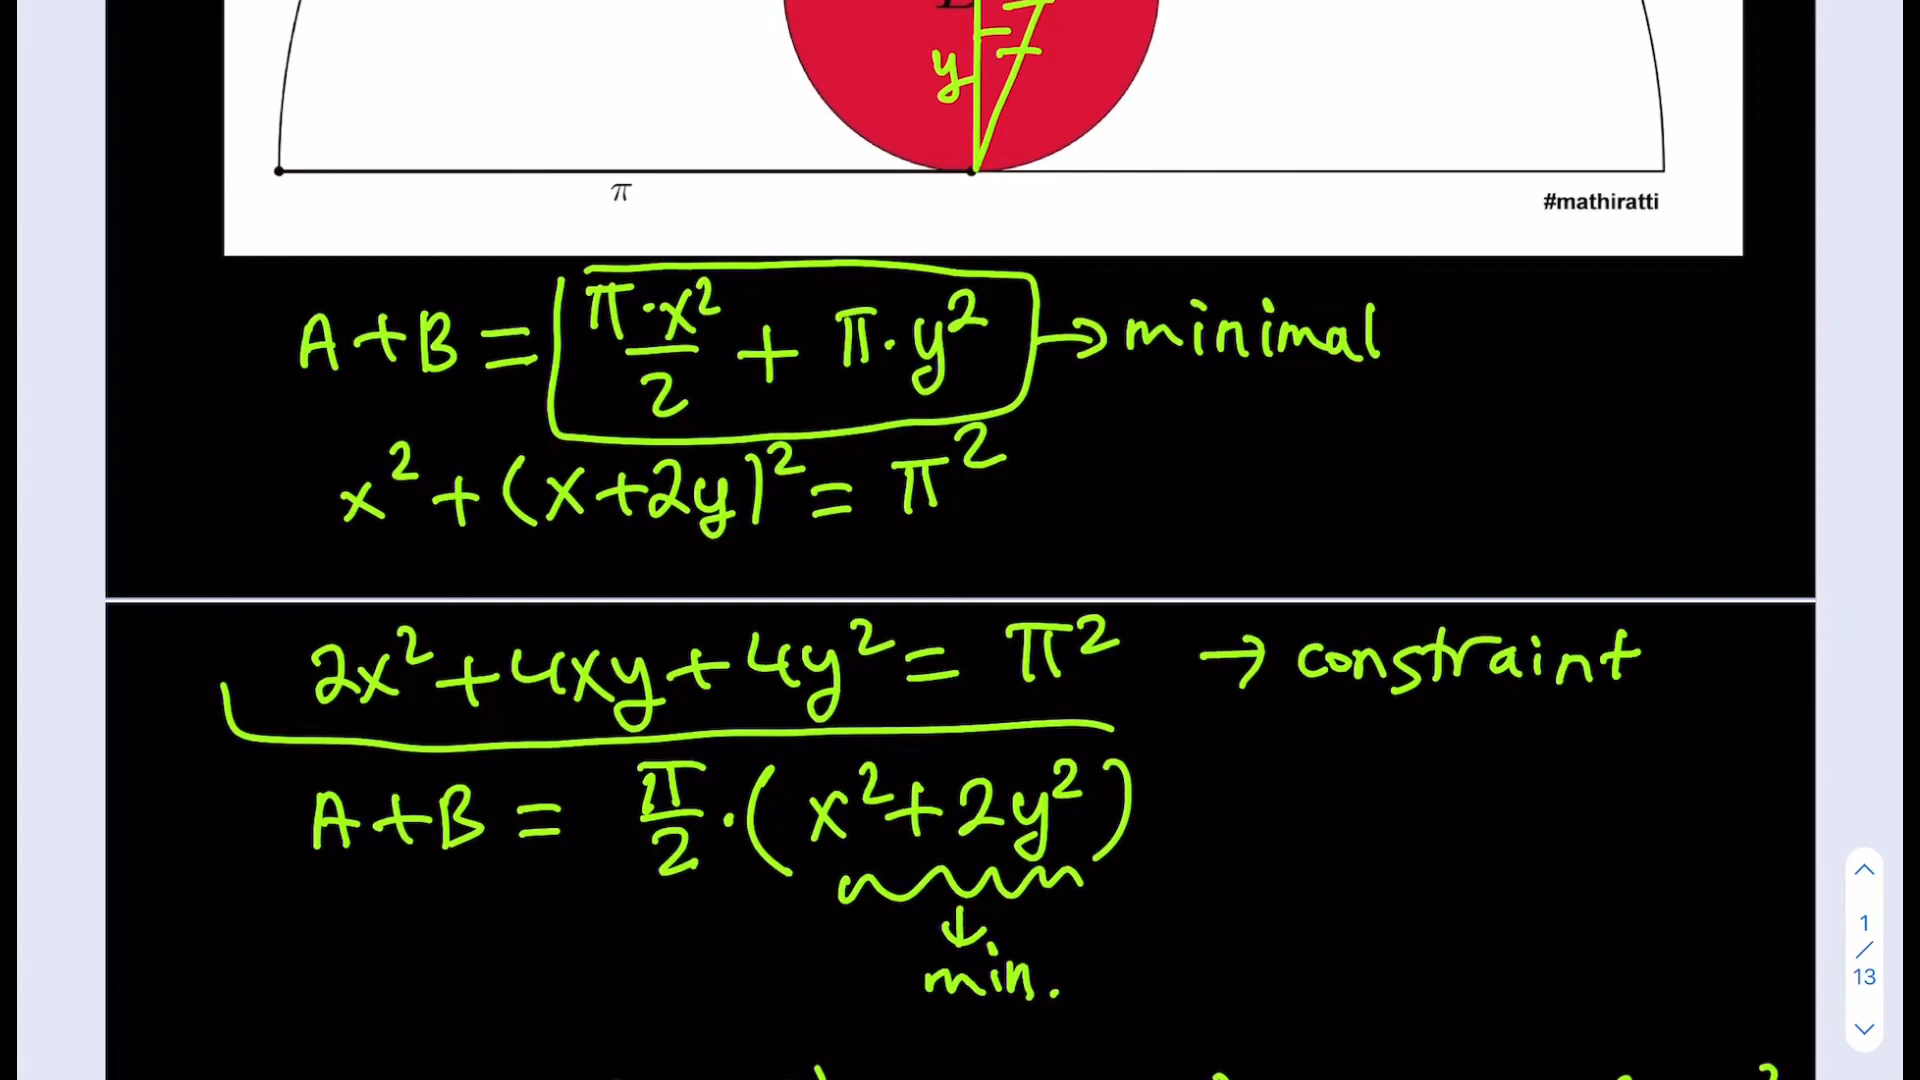 y
π
#mathiratti
A+B = π·x²/2 + π·y² → minimal
x² + (x+2y)² = π²
2x² + 4xy + 4y² = π² → constraint
A+B = π/2 · (x² + 2y²)
↓
min.
1
/
13